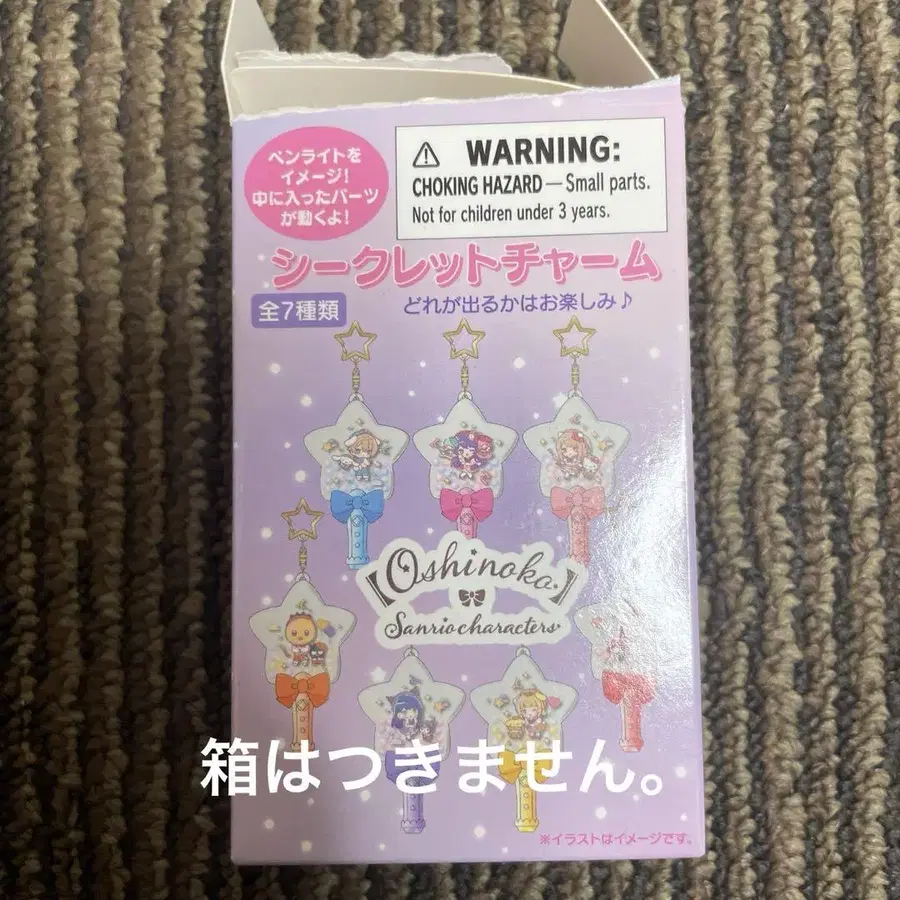 ペンライトを
イメージ!
中に入ったパーツ
が動くよ!
WARNING:
CHOKING HAZARD — Small parts.
Not for children under 3 years.
シークレットチャーム
全7種類
どれが出るかはお楽しみ♪
【Oshinoko】
Sanrio characters
箱はつきません。
※イラストはイメージです。